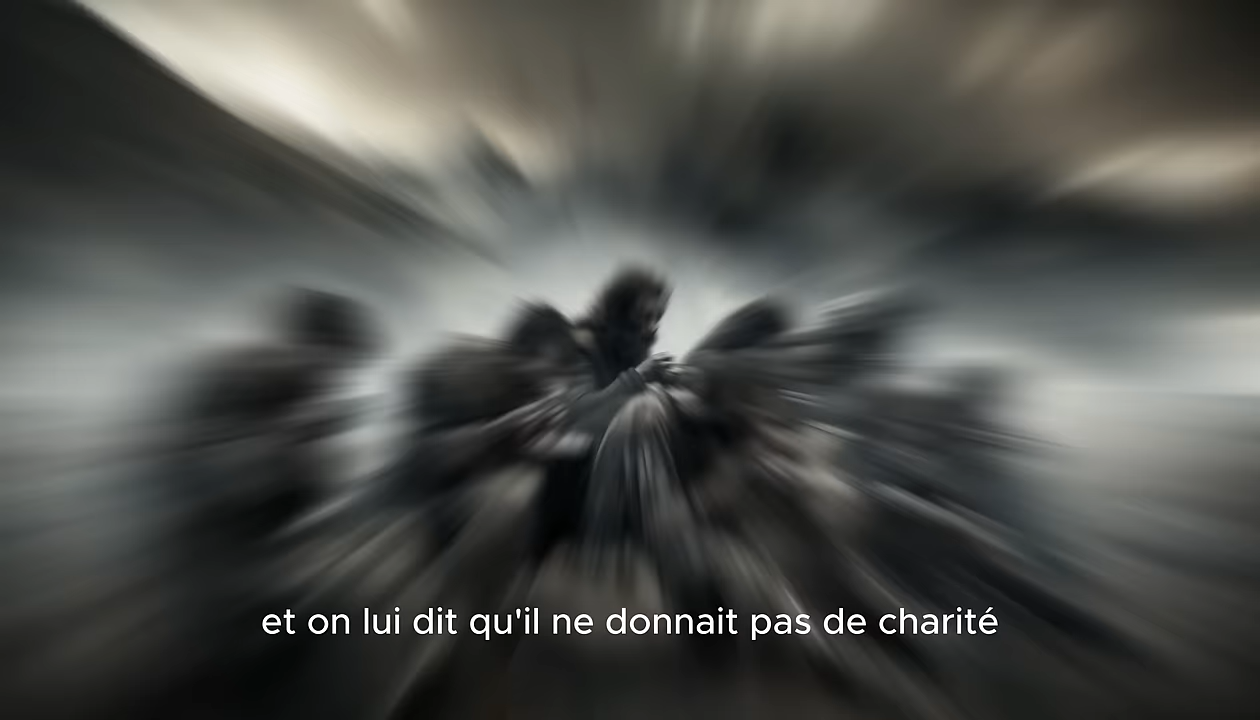 et on lui dit qu'il ne donnait pas de charité